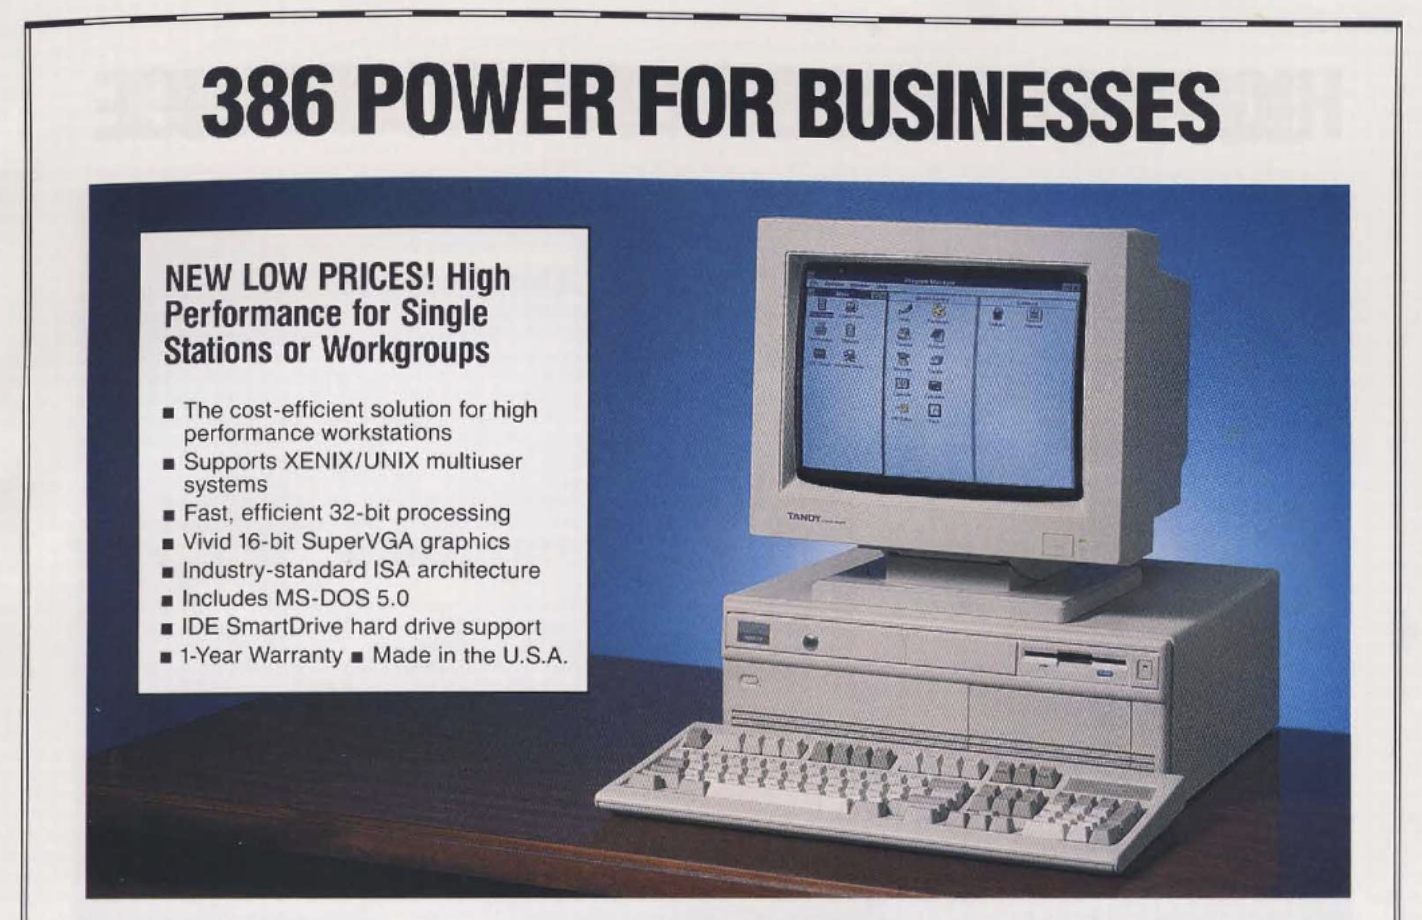 386 POWER FOR BUSINESSES
NEW LOW PRICES! High
Performance for Single
Stations or Workgroups
■ The cost-efficient solution for high
performance workstations
■ Supports XENIX/UNIX multiuser
systems
■ Fast, efficient 32-bit processing
■ Vivid 16-bit SuperVGA graphics
■ Industry-standard ISA architecture
■ Includes MS-DOS 5.0
■ IDE SmartDrive hard drive support
■ 1-Year Warranty ■ Made in the U.S.A.
Program Manager
TANDY